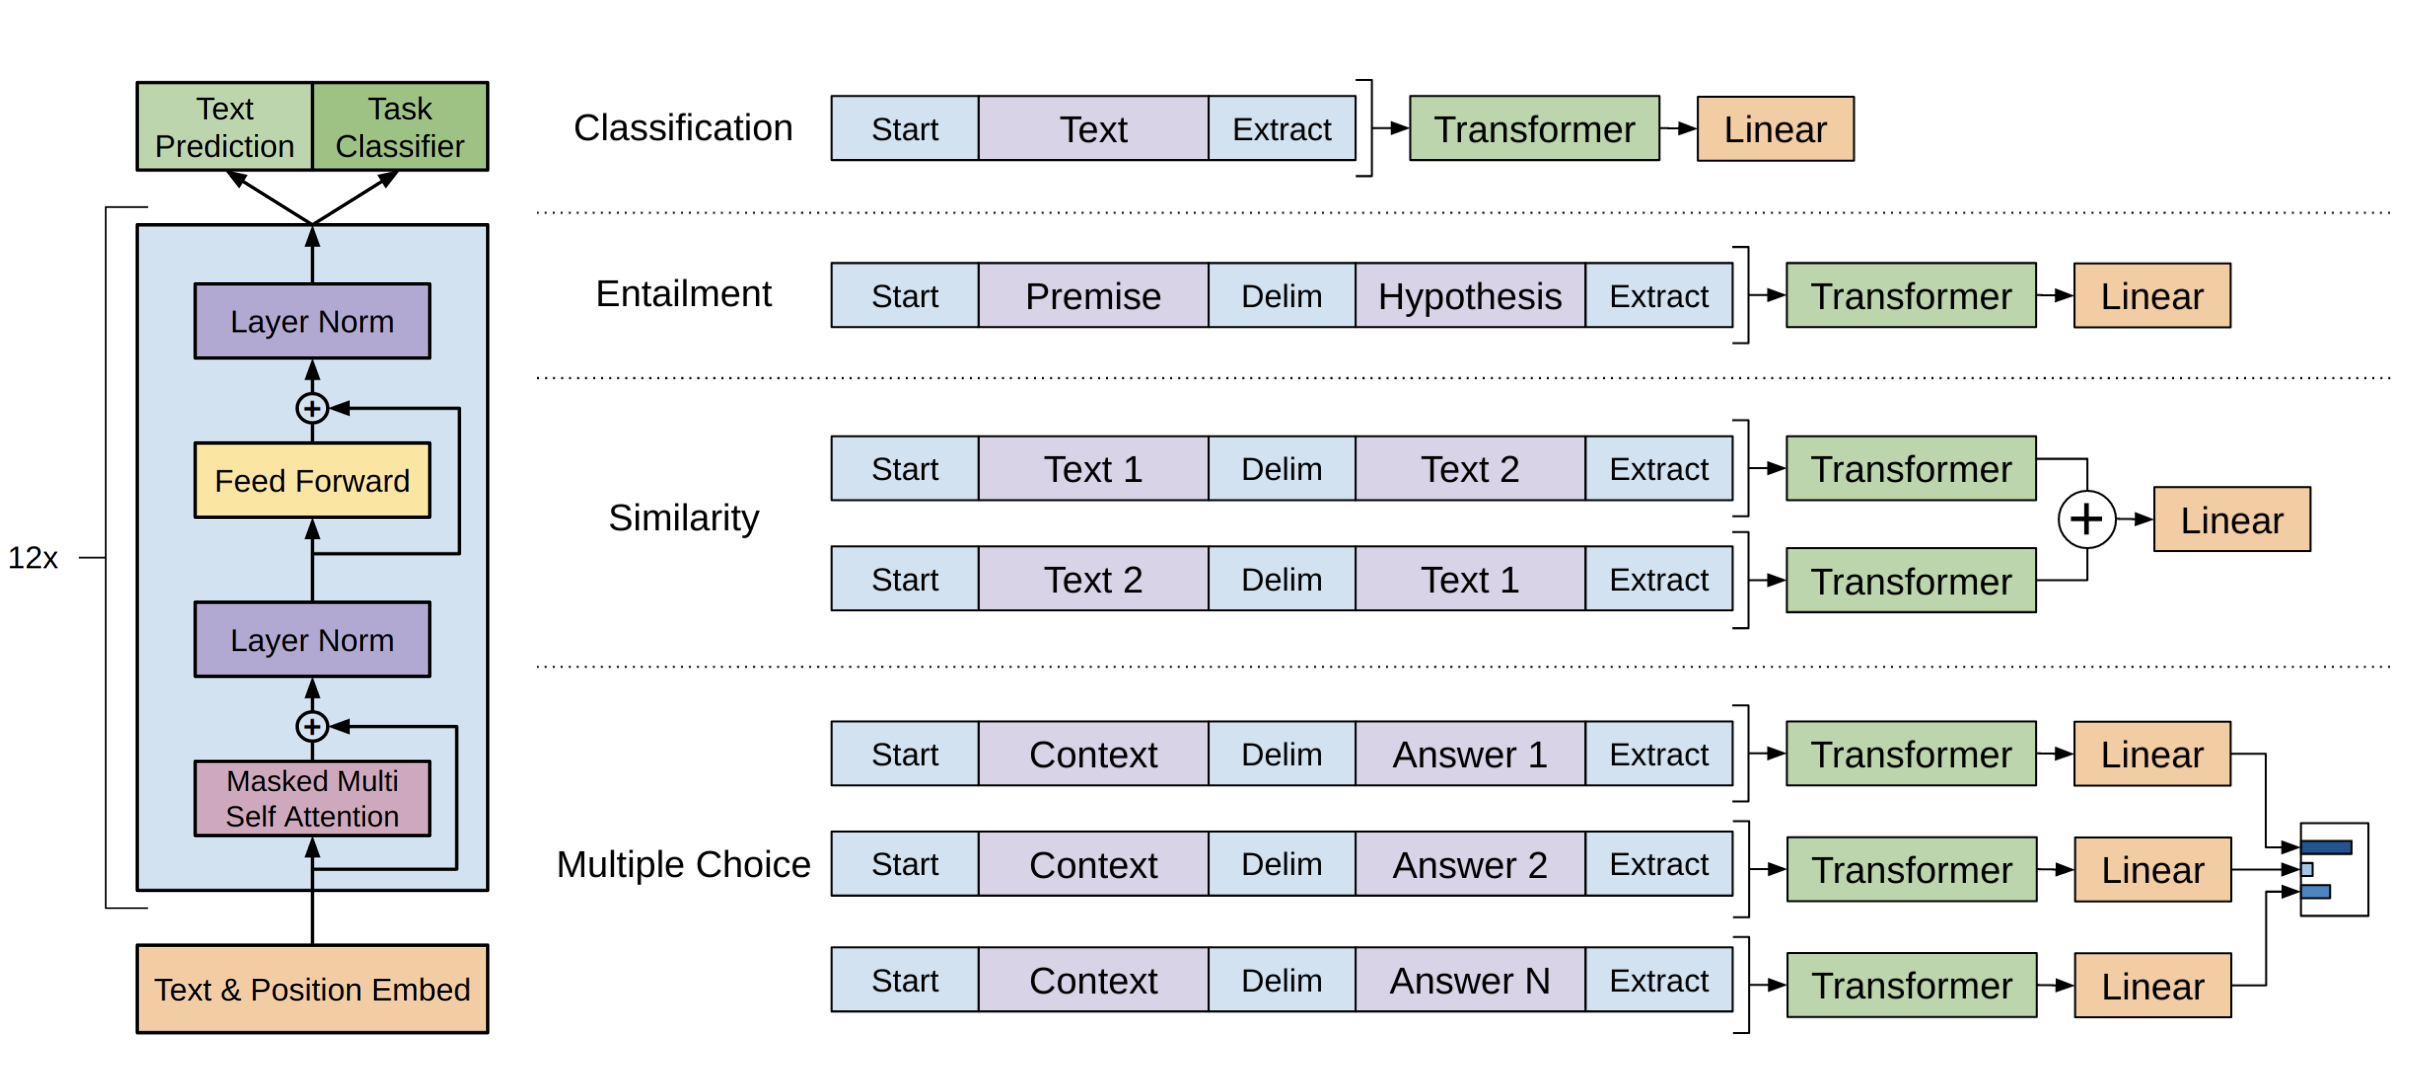 Text
Prediction
Task
Classifier
12x
Layer Norm
+
Feed Forward
Layer Norm
+
Masked Multi
Self Attention
Text & Position Embed
Classification
Start Text Extract Transformer Linear
Entailment
Start Premise Delim Hypothesis Extract Transformer Linear
Similarity
Start Text 1 Delim Text 2 Extract Transformer
+ Linear
Start Text 2 Delim Text 1 Extract Transformer
Multiple Choice
Start Context Delim Answer 1 Extract Transformer Linear
Start Context Delim Answer 2 Extract Transformer Linear
Start Context Delim Answer N Extract Transformer Linear